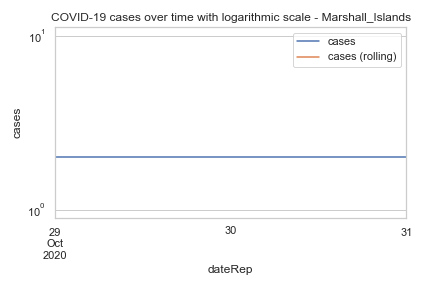 COVID-19 cases over time with logarithmic scale - Marshall_Islands
10¹
cases
cases (rolling)
cases
10⁰
29 30 31
Oct
2020
dateRep